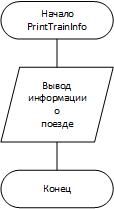 Начало
PrintTrainInfo
Вывод
информации
о
поезде
Конец